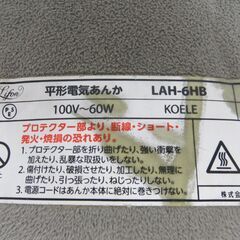 Lifon
平形電気あんか LAH-6HB
100V～60W KOELE
プロテクター部より、断線・ショート・
発火・焼損の恐れあり。
1. プロテクター部を折り曲げたり、強い衝撃を
加えたり、乱暴な取扱いをしない。
2. 傷付けたり、破損させたり、加工したり、無理に
曲げたり、引っ張ったり、ねじったりしない。
3. 電源コードはあんか本体に絶対に巻きつけない。
株式